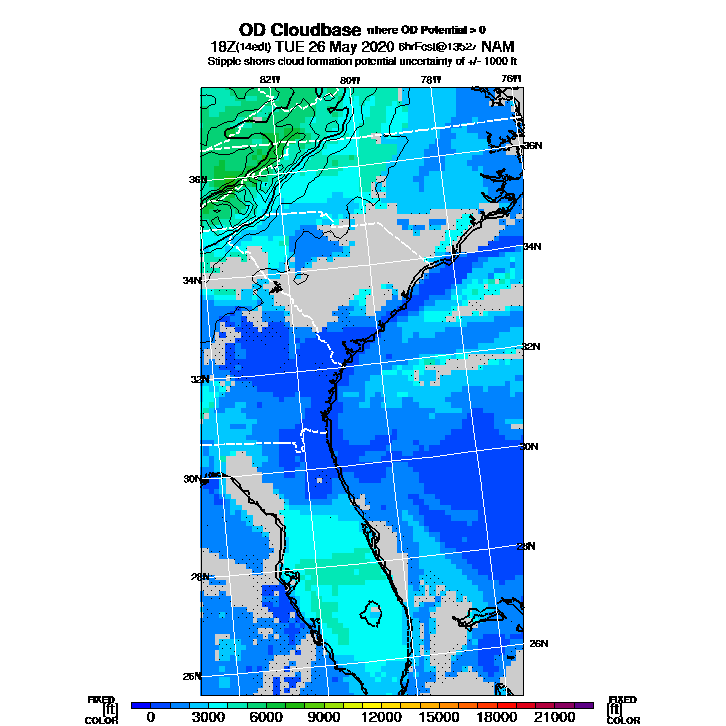 OD Cloudbase where OD Potential > 0
18Z(14edt) TUE 26 May 2020 6hrFcst@1352z NAM
Stipple shows cloud formation potential uncertainty of +/- 1000 ft
82W 80W 78W 76W
36N
36N
34N
34N
32N
32N
30N
30N
28N
28N
26N
26N
FIXED FIXED
[ft] [ft]
COLOR 0 3000 6000 9000 12000 15000 18000 21000 COLOR